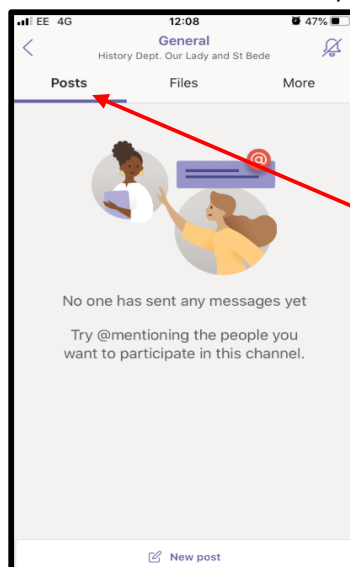 EE 4G 12:08 47%
General
History Dept. Our Lady and St Bede
Posts Files More
@
No one has sent any messages yet
Try @mentioning the people you
want to participate in this channel.
New post